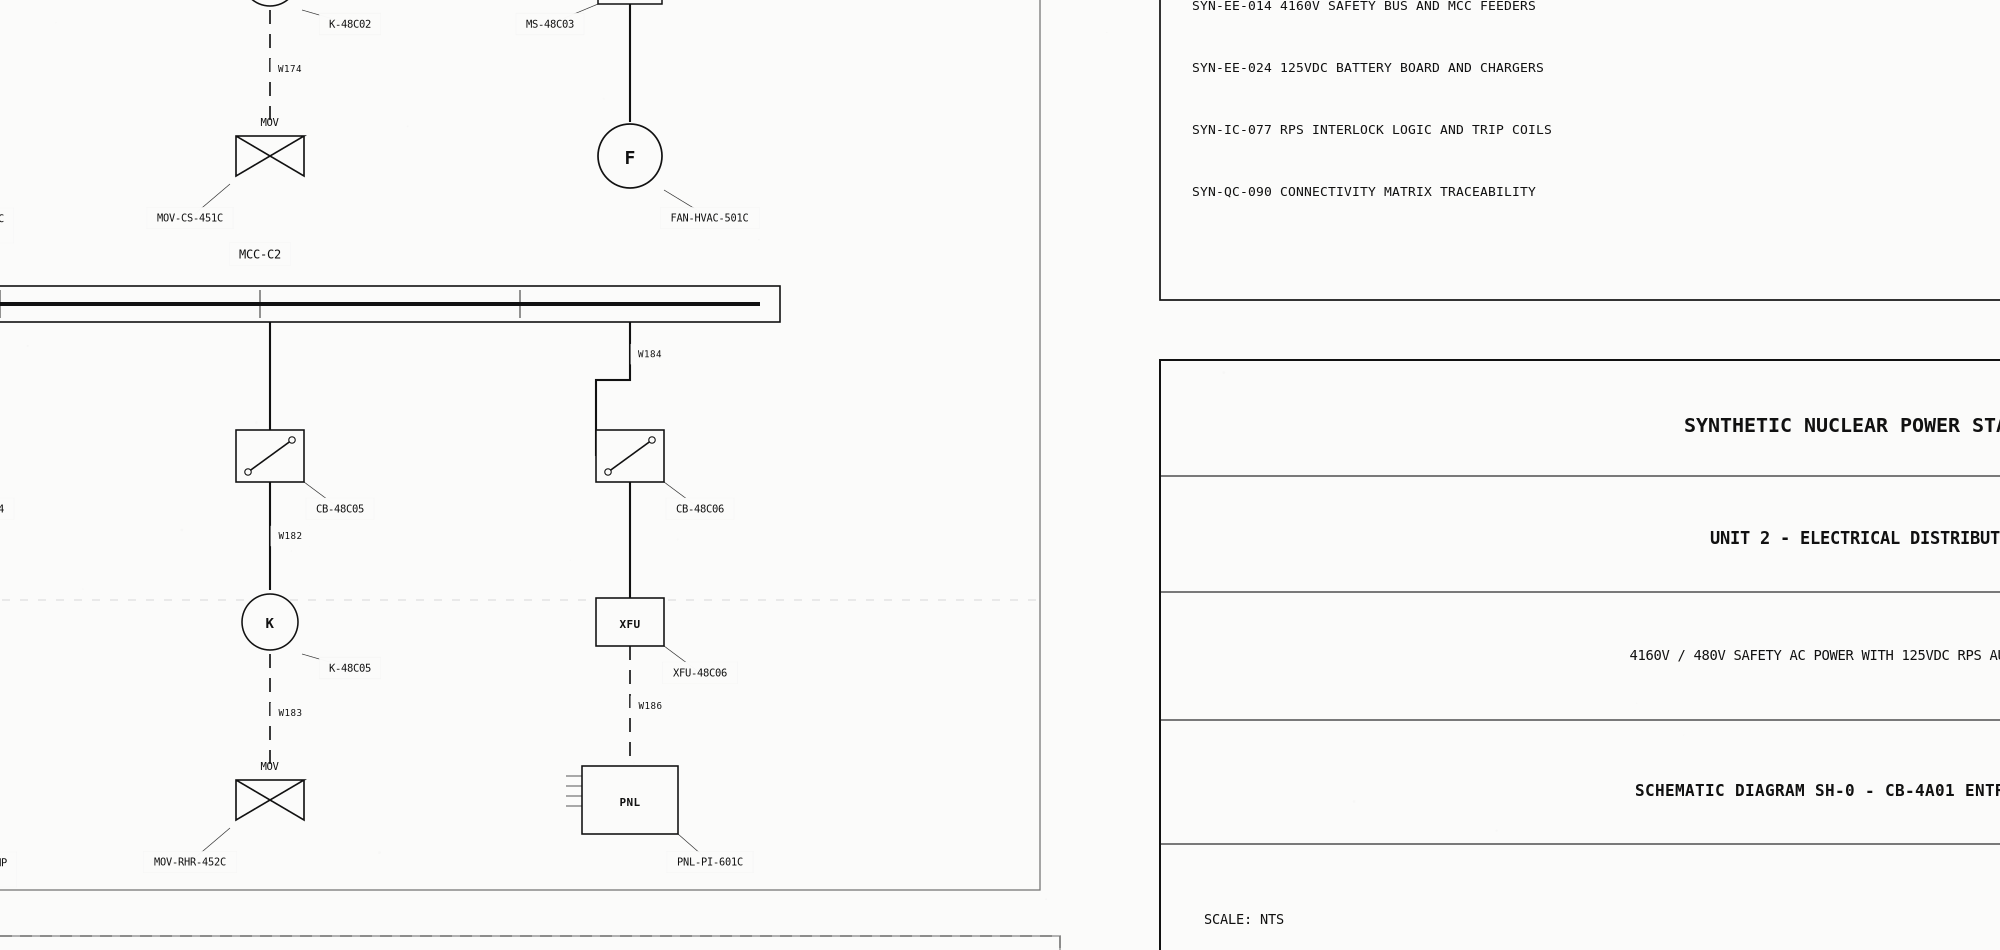 K-48C02
MS-48C03
W174
MOV
F
MOV-CS-451C
FAN-HVAC-501C
MCC-C2
W184
CB-48C05
CB-48C06
W182
K
XFU
K-48C05
XFU-48C06
W186
W183
MOV
PNL
MOV-RHR-452C
PNL-PI-601C
SYN-EE-014 4160V SAFETY BUS AND MCC FEEDERS
SYN-EE-024 125VDC BATTERY BOARD AND CHARGERS
SYN-IC-077 RPS INTERLOCK LOGIC AND TRIP COILS
SYN-QC-090 CONNECTIVITY MATRIX TRACEABILITY
SYNTHETIC NUCLEAR POWER STA
UNIT 2 - ELECTRICAL DISTRIBUT
4160V / 480V SAFETY AC POWER WITH 125VDC RPS AU
SCHEMATIC DIAGRAM SH-0 - CB-4A01 ENTR
SCALE: NTS